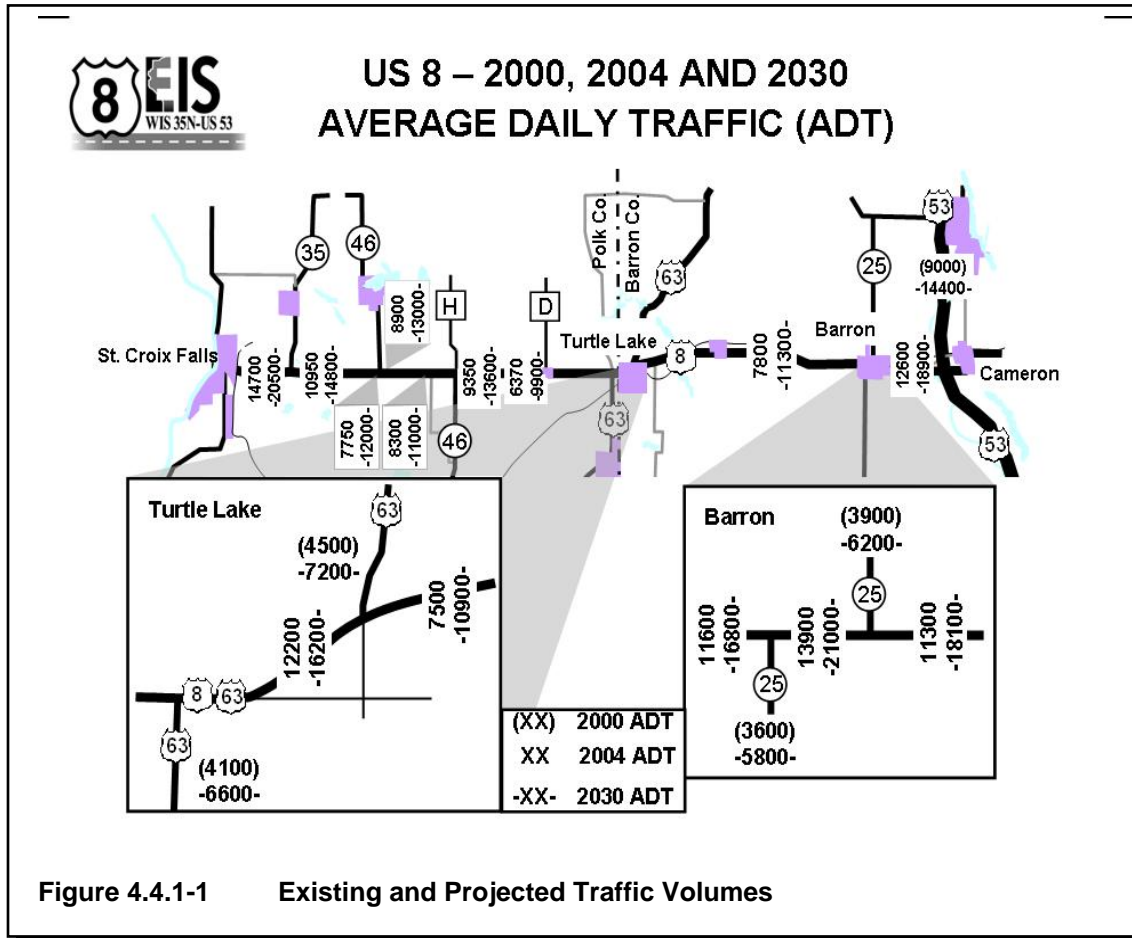 8 EIS
WIS 35N-US 53
US 8 – 2000, 2004 AND 2030
AVERAGE DAILY TRAFFIC (ADT)
35
46
8900
-13000-
H
D
Polk Co.
Barron Co.
63
25
53
(9000)
-14400-
St. Croix Falls
14700
-20500-
10950
-14800-
7750
-12000-
8300
-11000-
9350
-13600-
46
6370
-9900-
Turtle Lake
8
63
7800
-11300-
Barron
12600
-18900-
Cameron
53
Turtle Lake
63
(4500)
-7200-
7500
-10900-
12200
-16200-
8
63
63
(4100)
-6600-
Barron
(3900)
-6200-
25
11600
-16800-
13900
-21000-
11300
-18100-
25
(3600)
-5800-
(XX) 2000 ADT
XX 2004 ADT
-XX- 2030 ADT
Figure 4.4.1-1 Existing and Projected Traffic Volumes